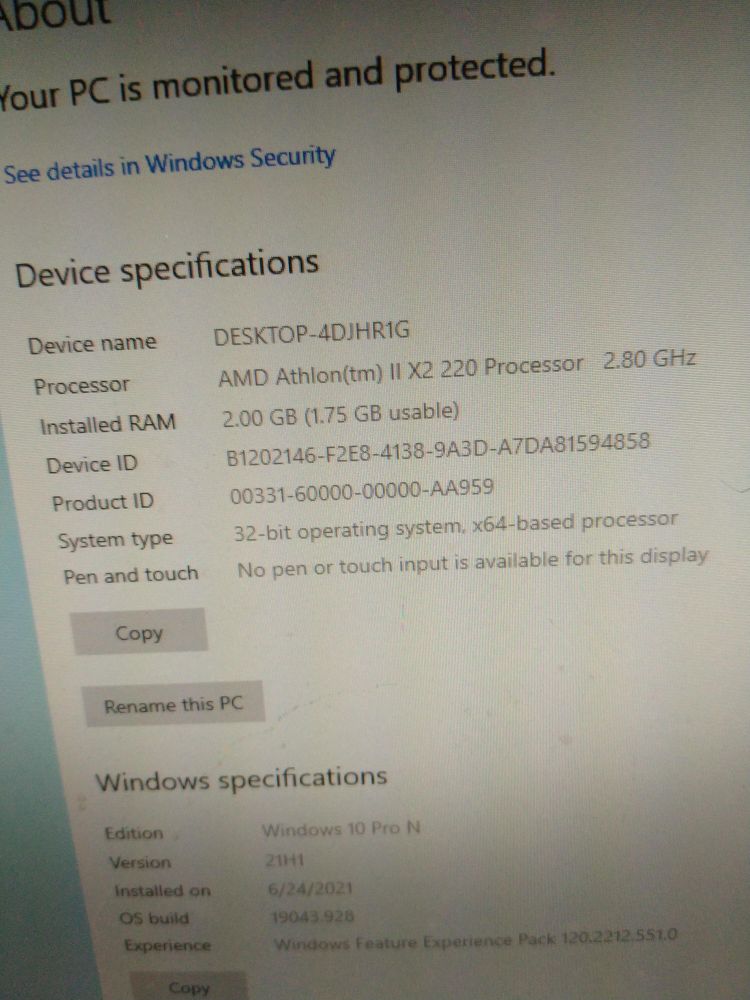 About
Your PC is monitored and protected.
See details in Windows Security
Device specifications
Device name DESKTOP-4DJHR1G
Processor AMD Athlon(tm) II X2 220 Processor 2.80 GHz
Installed RAM 2.00 GB (1.75 GB usable)
Device ID B1202146-F2E8-4138-9A3D-A7DA81594858
Product ID 00331-60000-00000-AA959
System type 32-bit operating system, x64-based processor
Pen and touch No pen or touch input is available for this display
Copy
Rename this PC
Windows specifications
Edition Windows 10 Pro N
Version 21H1
Installed on 6/24/2021
OS build 19043.928
Experience Windows Feature Experience Pack 120.2212.551.0
Copy